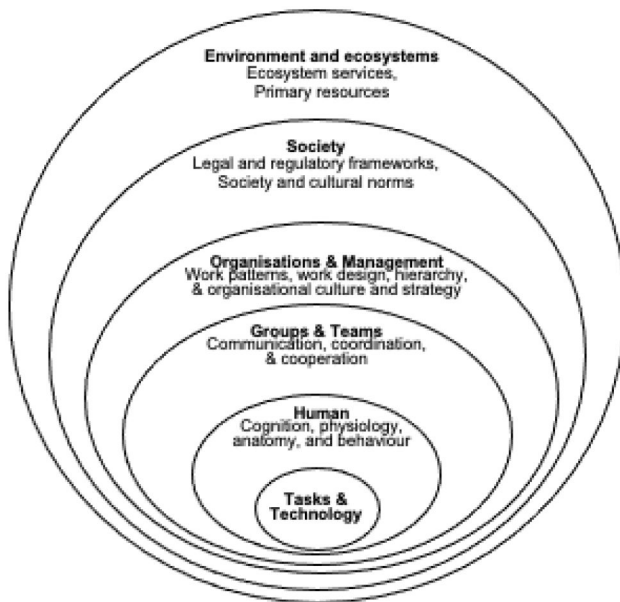 Environment and ecosystems
Ecosystem services,
Primary resources
Society
Legal and regulatory frameworks,
Society and cultural norms
Organisations & Management
Work patterns, work design, hierarchy,
& organisational culture and strategy
Groups & Teams
Communication, coordination,
& cooperation
Human
Cognition, physiology,
anatomy, and behaviour
Tasks &
Technology